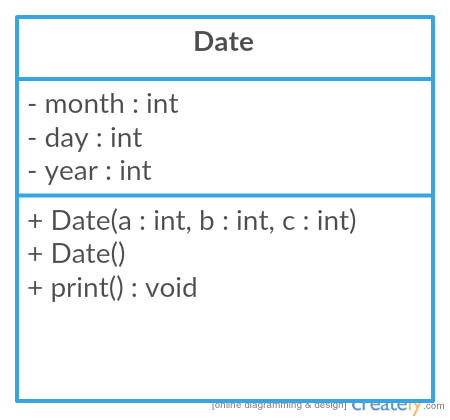 Date
- month : int
- day : int
- year : int
+ Date(a : int, b : int, c : int)
+ Date()
+ print() : void
[online diagramming & design] creately.com